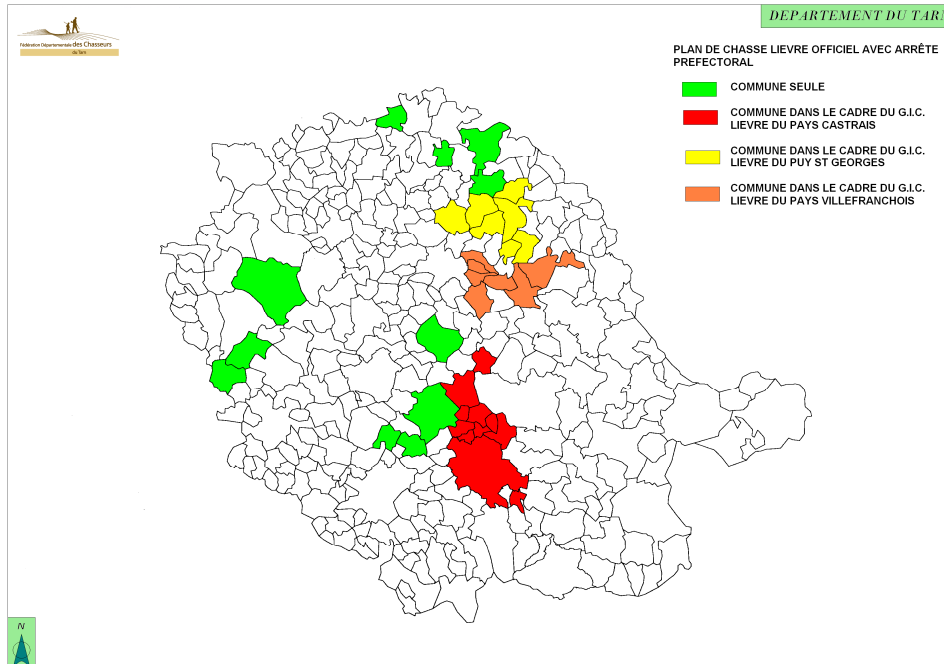 DEPARTEMENT DU TARN
Fédération Départementale des Chasseurs
du Tarn
PLAN DE CHASSE LIEVRE OFFICIEL AVEC ARRÊTE
PREFECTORAL
COMMUNE SEULE
COMMUNE DANS LE CADRE DU G.I.C.
LIEVRE DU PAYS CASTRAIS
COMMUNE DANS LE CADRE DU G.I.C.
LIEVRE DU PUY ST GEORGES
COMMUNE DANS LE CADRE DU G.I.C.
LIEVRE DU PAYS VILLEFRANCHOIS
N